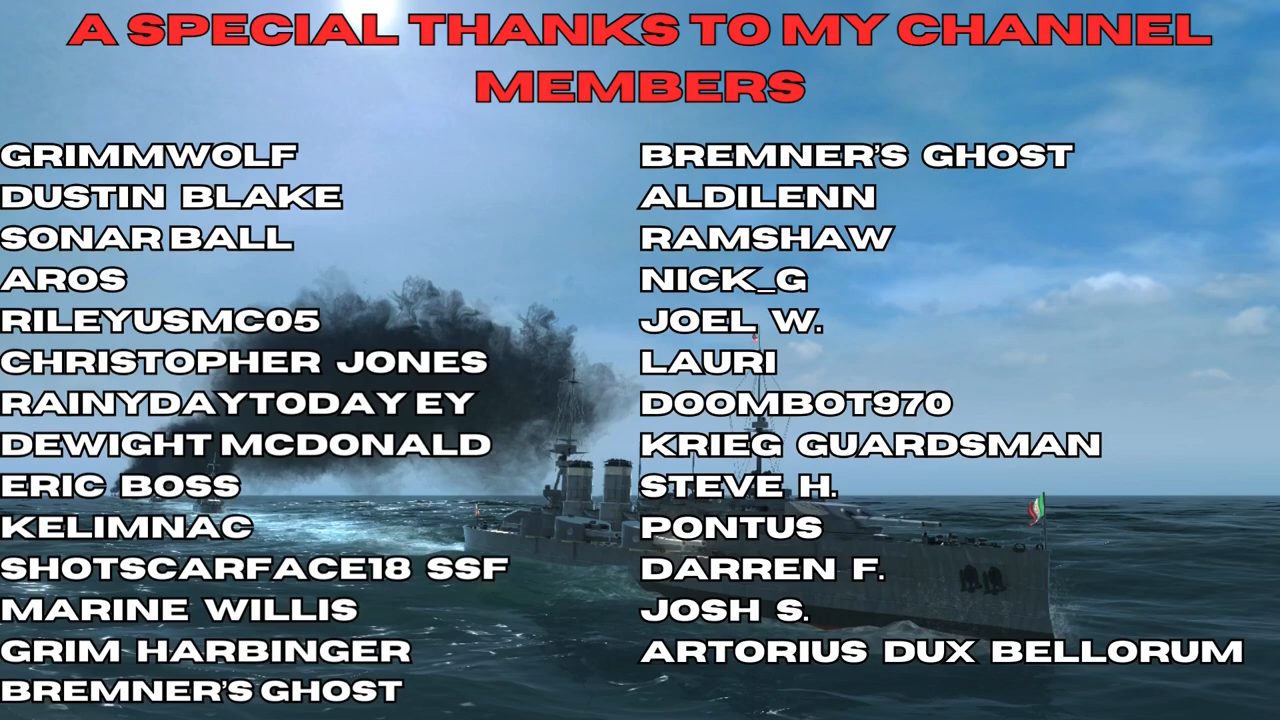 A SPECIAL THANKS TO MY CHANNEL
MEMBERS
GRIMMWOLF
DUSTIN BLAKE
SONAR BALL
AROS
RILEYUSMC05
CHRISTOPHER JONES
RAINYDAYTODAY EY
DEWIGHT MCDONALD
ERIC BOSS
KELIMNAC
SHOTSCARFACE18 SSF
MARINE WILLIS
GRIM HARBINGER
BREMNER'S GHOST
BREMNER'S GHOST
ALDILENN
RAMSHAW
NICK_G
JOEL W.
LAURI
DOOMBOT970
KRIEG GUARDSMAN
STEVE H.
PONTUS
DARREN F.
JOSH S.
ARTORIUS DUX BELLORUM